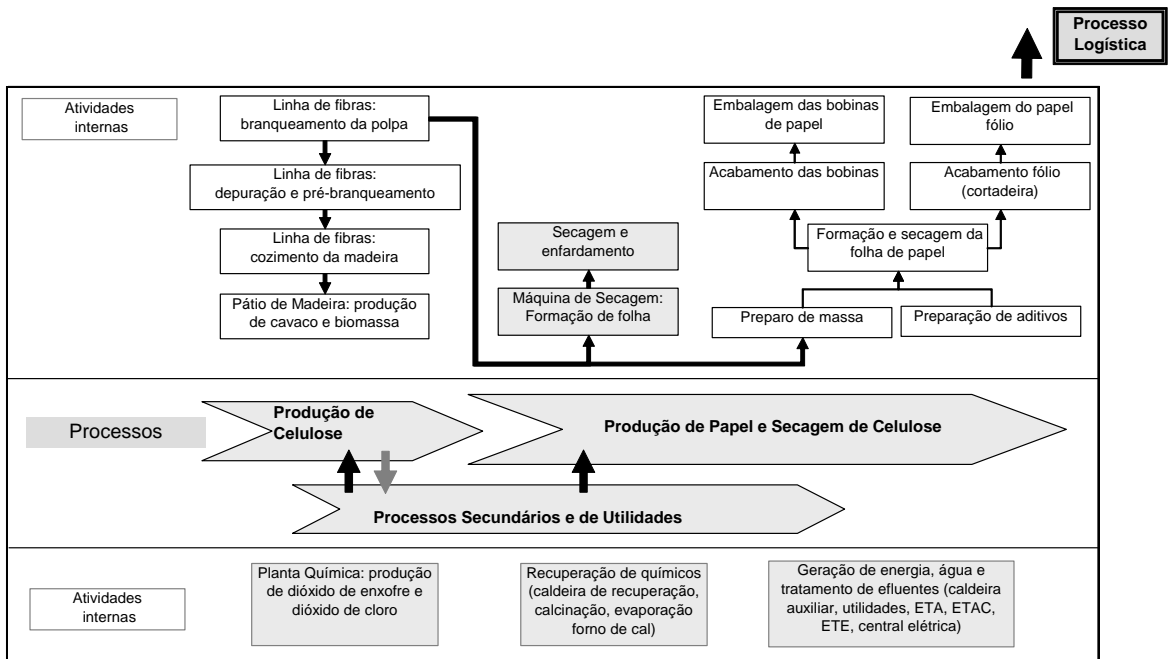 Processo
Logística
Atividades
internas
Linha de fibras:
branqueamento da polpa
Linha de fibras:
depuração e pré-branqueamento
Linha de fibras:
cozimento da madeira
Pátio de Madeira: produção
de cavaco e biomassa
Secagem e
enfardamento
Máquina de Secagem:
Formação de folha
Embalagem das bobinas
de papel
Embalagem do papel
fólio
Acabamento das bobinas
Acabamento fólio
(cortadeira)
Formação e secagem da
folha de papel
Preparo de massa
Preparação de aditivos
Processos
Produção de
Celulose
Produção de Papel e Secagem de Celulose
Processos Secundários e de Utilidades
Atividades
internas
Planta Química: produção
de dióxido de enxofre e
dióxido de cloro
Recuperação de químicos
(caldeira de recuperação,
calcinação, evaporação
forno de cal)
Geração de energia, água e
tratamento de efluentes (caldeira
auxiliar, utilidades, ETA, ETAC,
ETE, central elétrica)